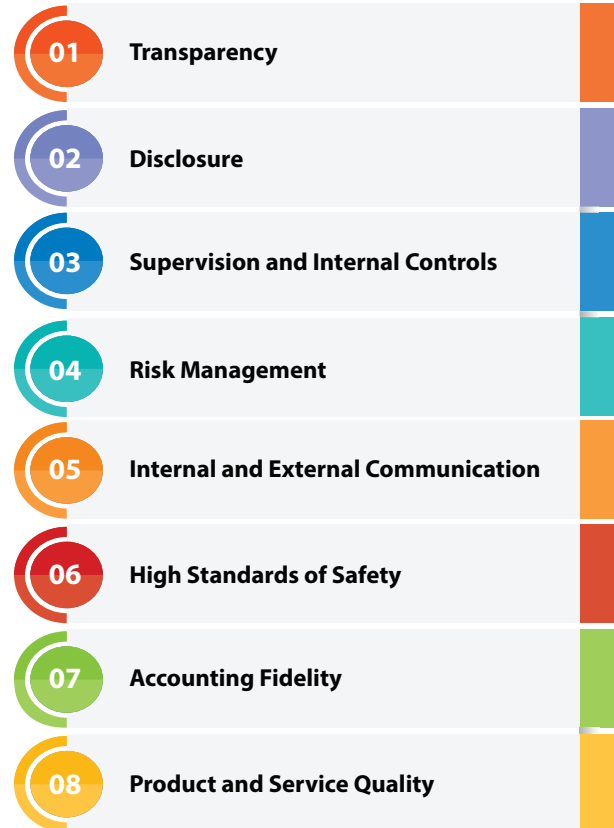 01 Transparency
02 Disclosure
03 Supervision and Internal Controls
04 Risk Management
05 Internal and External Communication
06 High Standards of Safety
07 Accounting Fidelity
08 Product and Service Quality